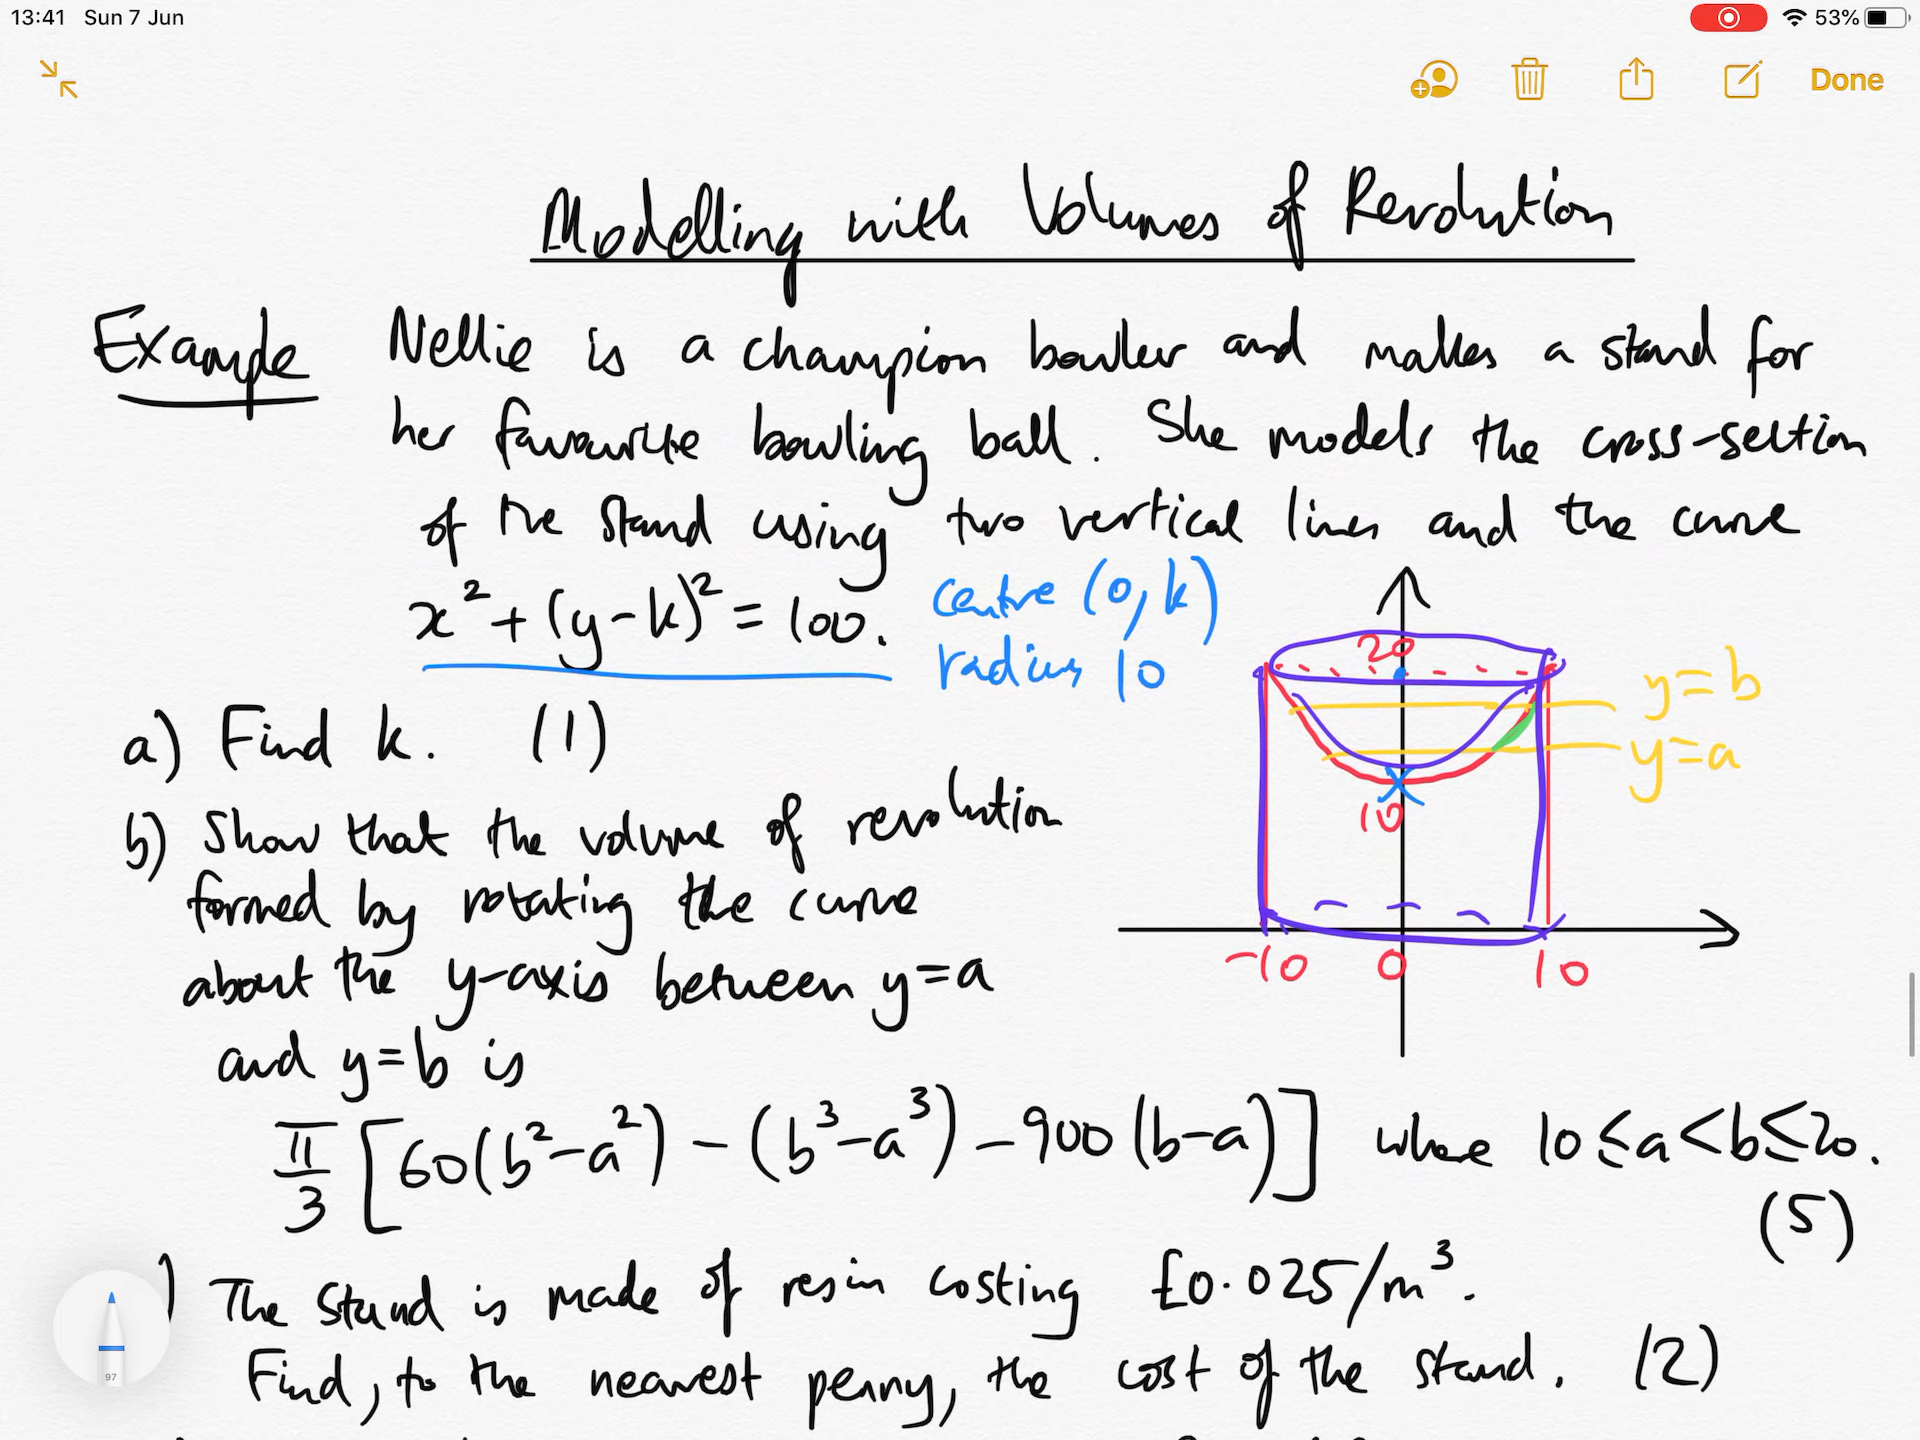 13:41 Sun 7 Jun
53%
Done
Modelling with Volumes of Revolution
Example Nellie is a champion bowler and makes a stand for
her favourite bowling ball. She models the cross-section
of the stand using two vertical lines and the curve
x² + (y-k)² = 100. centre (0, k)
radius 10
20
y=b
y=a
10
-10 0 10
a) Find k. (1)
b) Show that the volume of revolution
formed by rotating the curve
about the y-axis between y=a
and y=b is
π/3 [60(b²-a²) - (b³-a³) - 900(b-a)] where 10≤a<b≤20.
(5)
) The stand is made of resin costing £0.025/m³.
Find, to the nearest penny, the cost of the stand. (2)
97